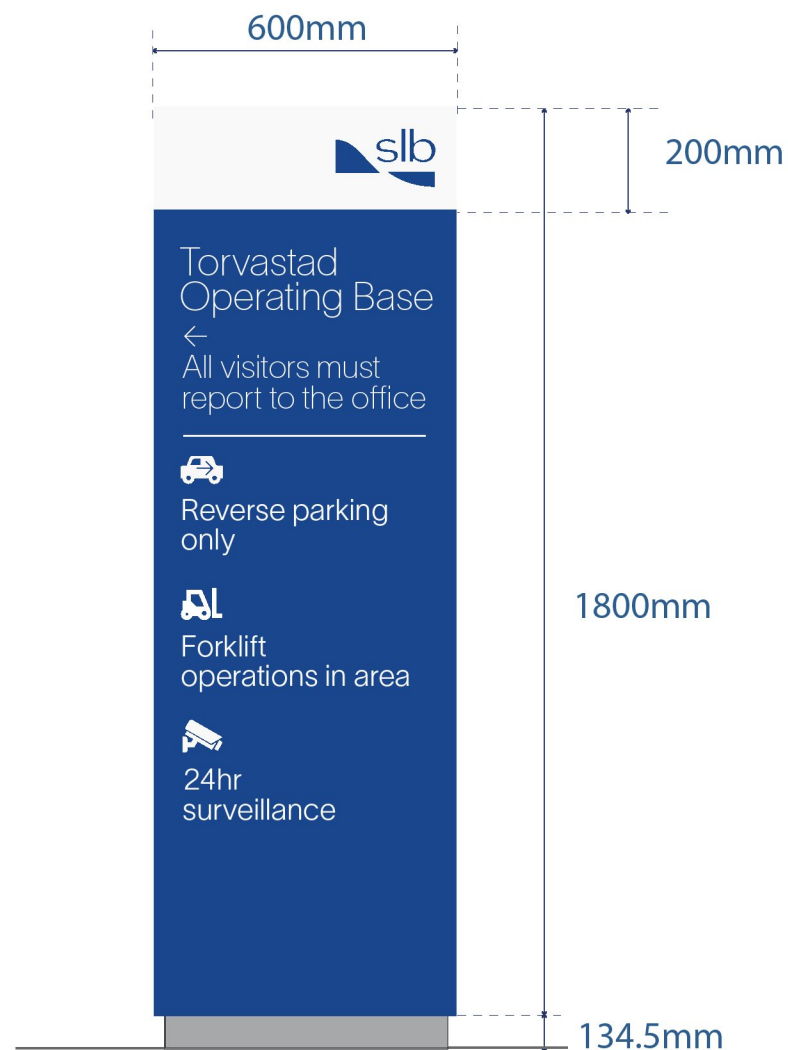 600mm
slb
200mm
Torvastad
Operating Base
←
All visitors must
report to the office
Reverse parking
only
1800mm
Forklift
operations in area
24hr
surveillance
134.5mm